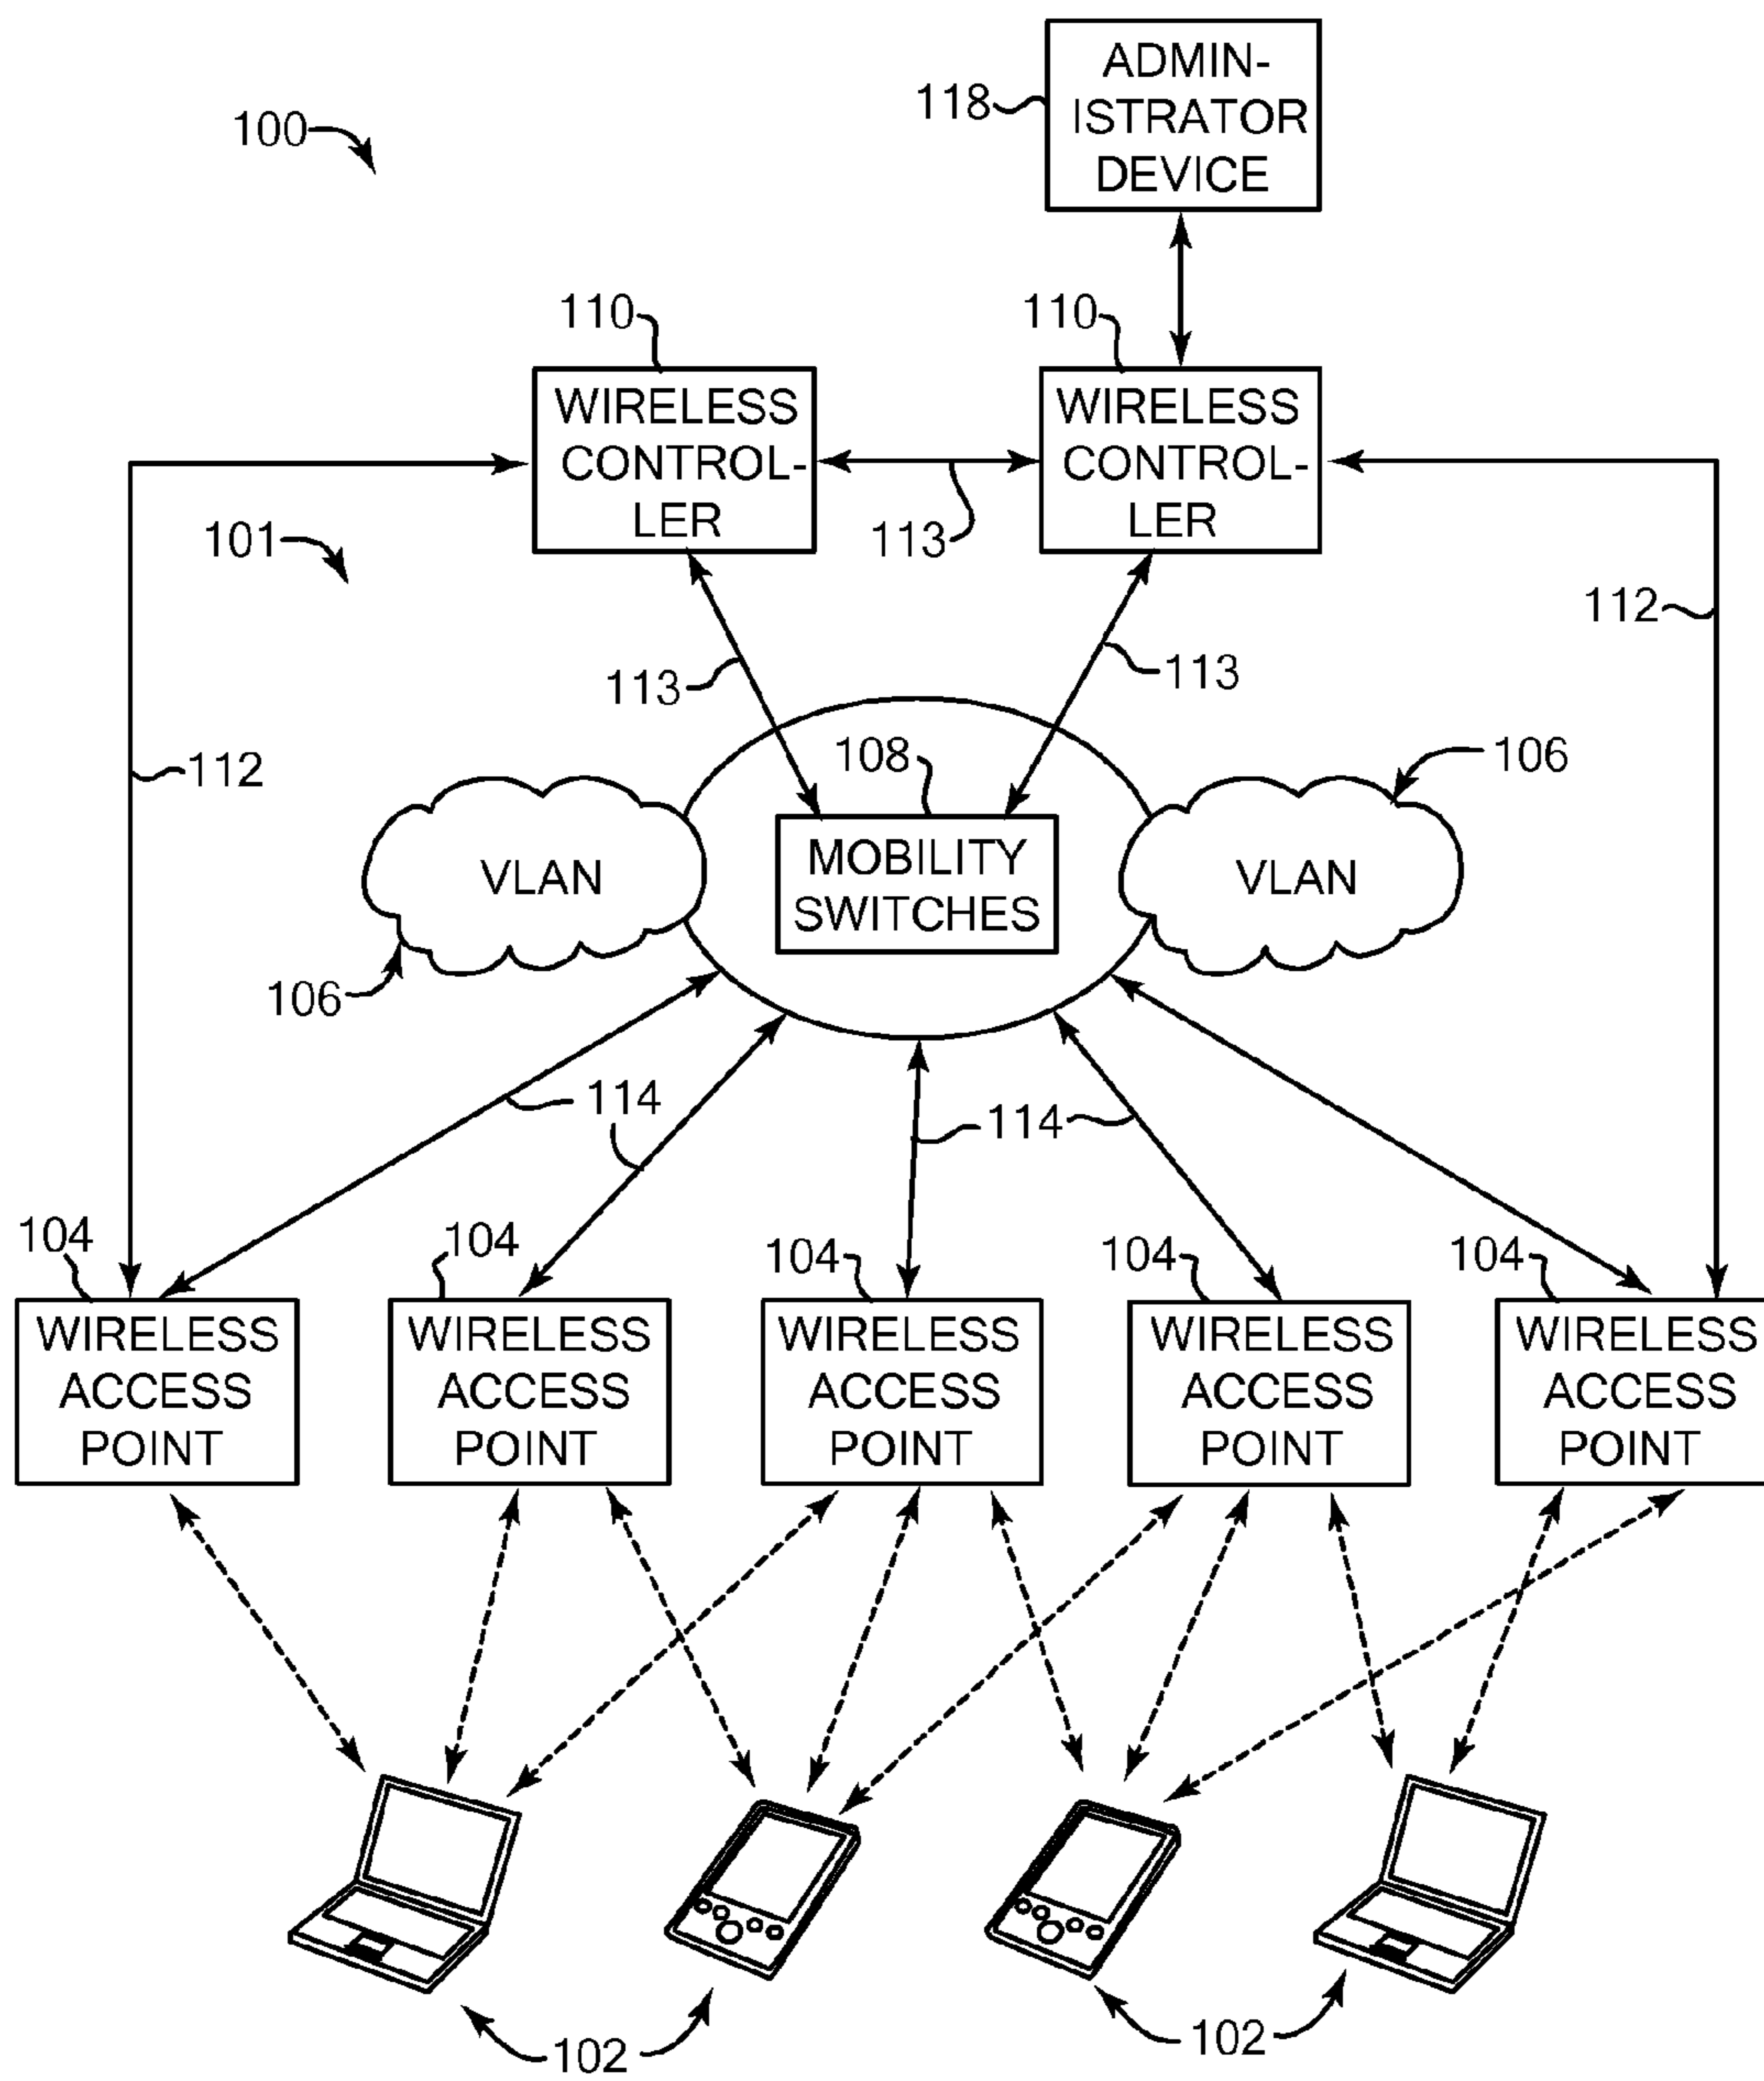 ADMIN-
ISTRATOR
DEVICE
118
100
110
110
WIRELESS
CONTROL-
LER
WIRELESS
CONTROL-
LER
113
101
112
113
113
112
108
106
VLAN
MOBILITY
SWITCHES
VLAN
106
114
114
104
104
104
104
104
WIRELESS
ACCESS
POINT
WIRELESS
ACCESS
POINT
WIRELESS
ACCESS
POINT
WIRELESS
ACCESS
POINT
WIRELESS
ACCESS
POINT
102
102